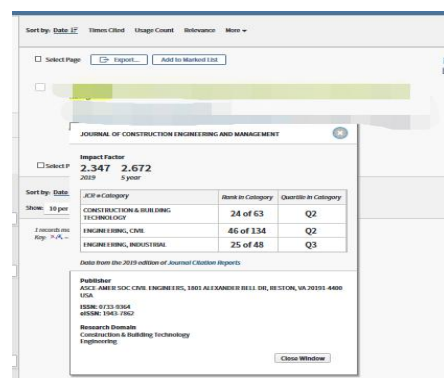 Sort by: Date Times Cited Usage Count Relevance More
Select Page Export... Add to Marked List
JOURNAL OF CONSTRUCTION ENGINEERING AND MANAGEMENT
Impact Factor
2.347 2.672
2019 5 year
Select P
JCR ® Category Rank in Category Quartile in Category
Sort by: Date
CONSTRUCTION & BUILDING TECHNOLOGY 24 of 63 Q2
Show: 10 per
ENGINEERING, CIVIL 46 of 134 Q2
1 records ma
ENGINEERING, INDUSTRIAL 25 of 48 Q3
Key:
Data from the 2019 edition of Journal Citation Reports
Publisher
ASCE-AMER SOC CIVIL ENGINEERS, 1801 ALEXANDER BELL DR, RESTON, VA 20191-4400
USA
ISSN: 0733-9364
eISSN: 1943-7862
Research Domain
Construction & Building Technology
Engineering
Close Window